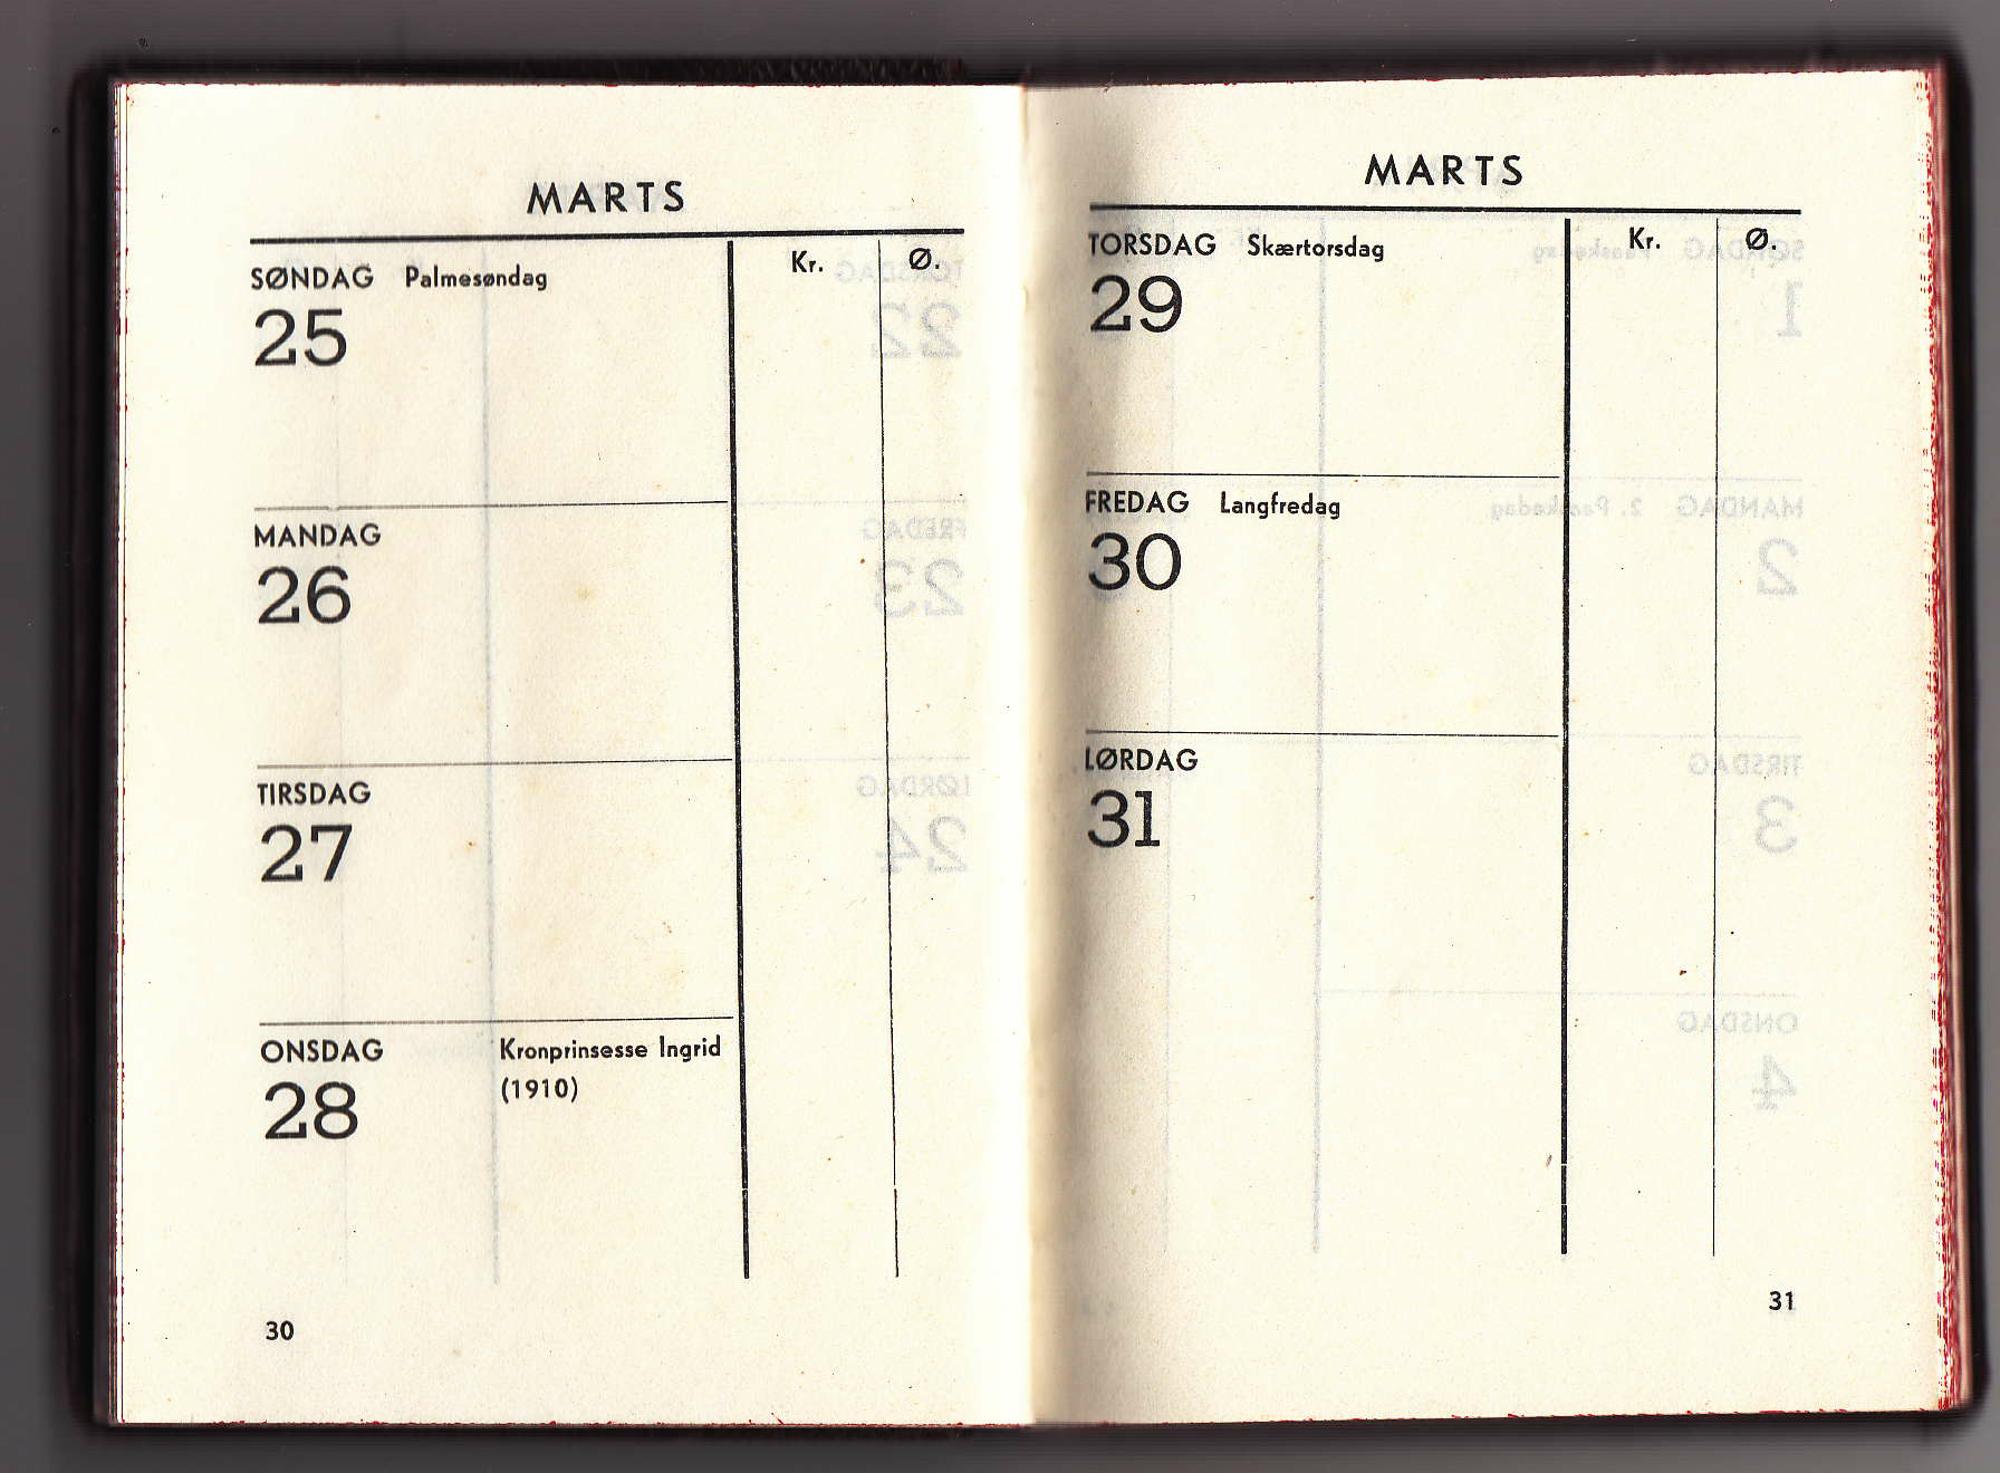 MARTS
Kr. Ø.
SØNDAG Palmesøndag
25
MANDAG
26
TIRSDAG
27
ONSDAG Kronprinsesse Ingrid
(1910)
28
30
MARTS
Kr. Ø.
TORSDAG Skærtorsdag
29
FREDAG Langfredag
30
LØRDAG
31
31